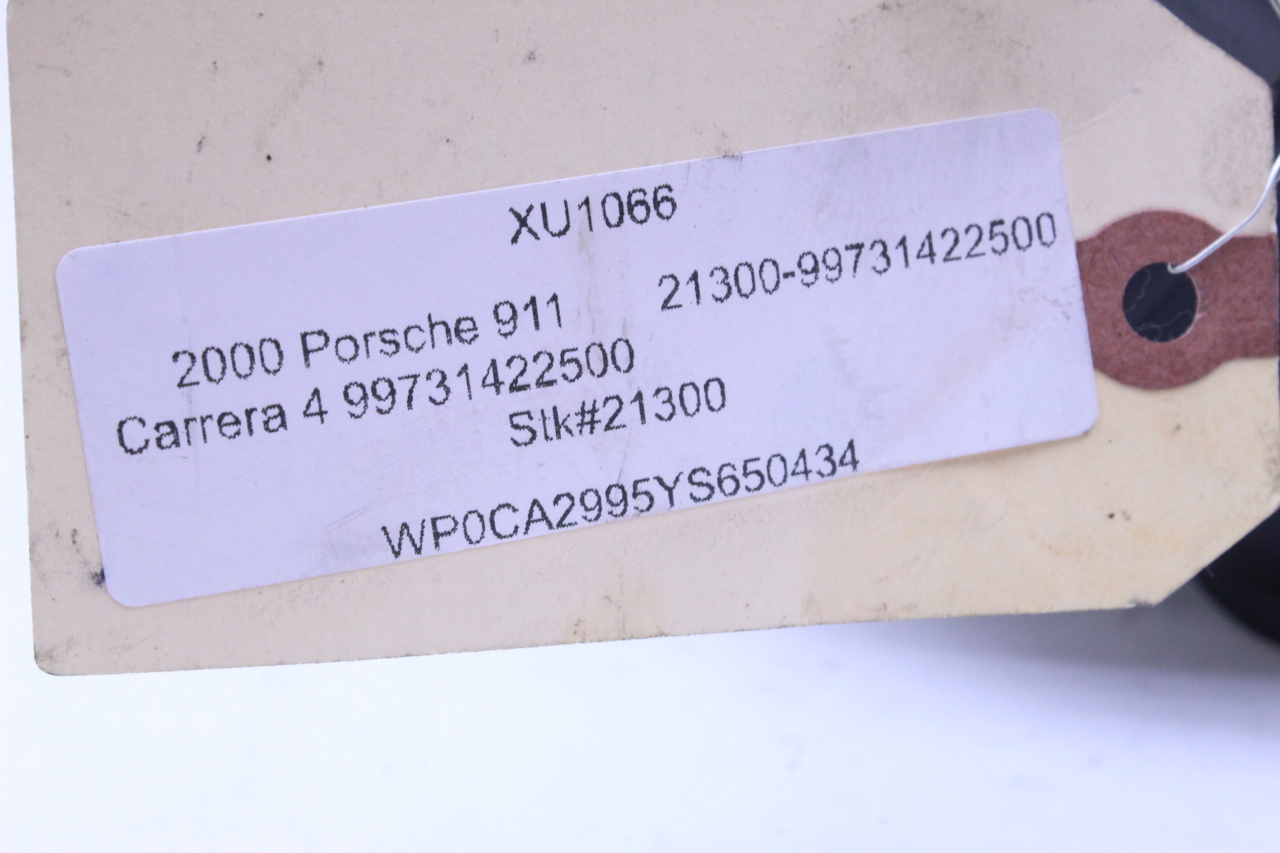 XU1066
21300-99731422500
2000 Porsche 911
Carrera 4 99731422500
Stk#21300
WP0CA2995YS650434